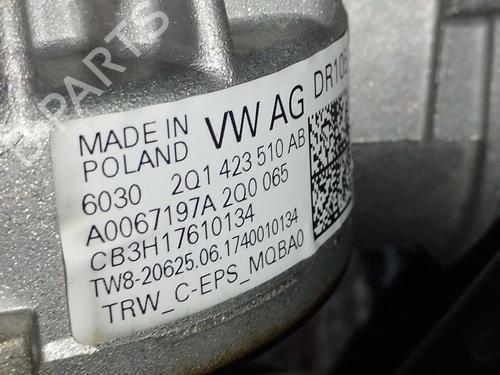 B-PARTS
MADE IN
POLAND
VW AG
6030 2Q1 423 510 AB
A0067197A 2Q0 065
CB3H17610134
TW8-20625.06.1740010134
TRW_C-EPS_MQBA0